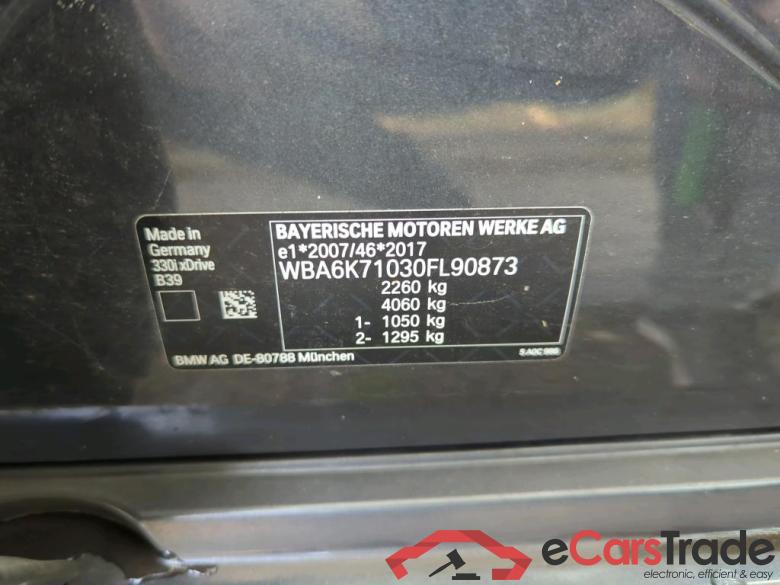 Made in
Germany
330i xDrive
B39
BAYERISCHE MOTOREN WERKE AG
e1*2007/46*2017
WBA6K71030FL90873
2260 kg
4060 kg
1- 1050 kg
2- 1295 kg
BMW AG DE-80788 München
eCarsTrade
electronic, efficient & easy